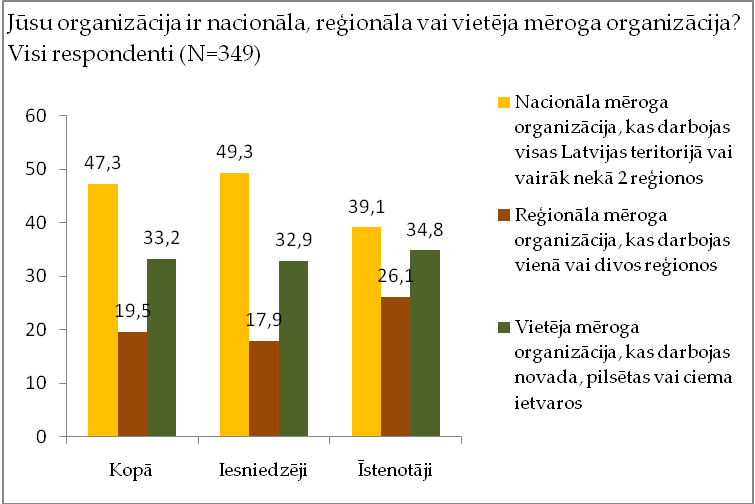 Jūsu organizācija ir nacionāla, reģionāla vai vietēja mēroga organizācija?
Visi respondenti (N=349)
60
50
40
30
20
10
0
47,3
19,5
33,2
49,3
17,9
32,9
39,1
26,1
34,8
Kopā
Iesniedzēji
Īstenotāji
Nacionāla mēroga
organizācija, kas darbojas
visas Latvijas teritorijā vai
vairāk nekā 2 reģionos
Reģionāla mēroga
organizācija, kas darbojas
vienā vai divos reģionos
Vietēja mēroga
organizācija, kas darbojas
novada, pilsētas vai ciema
ietvaros